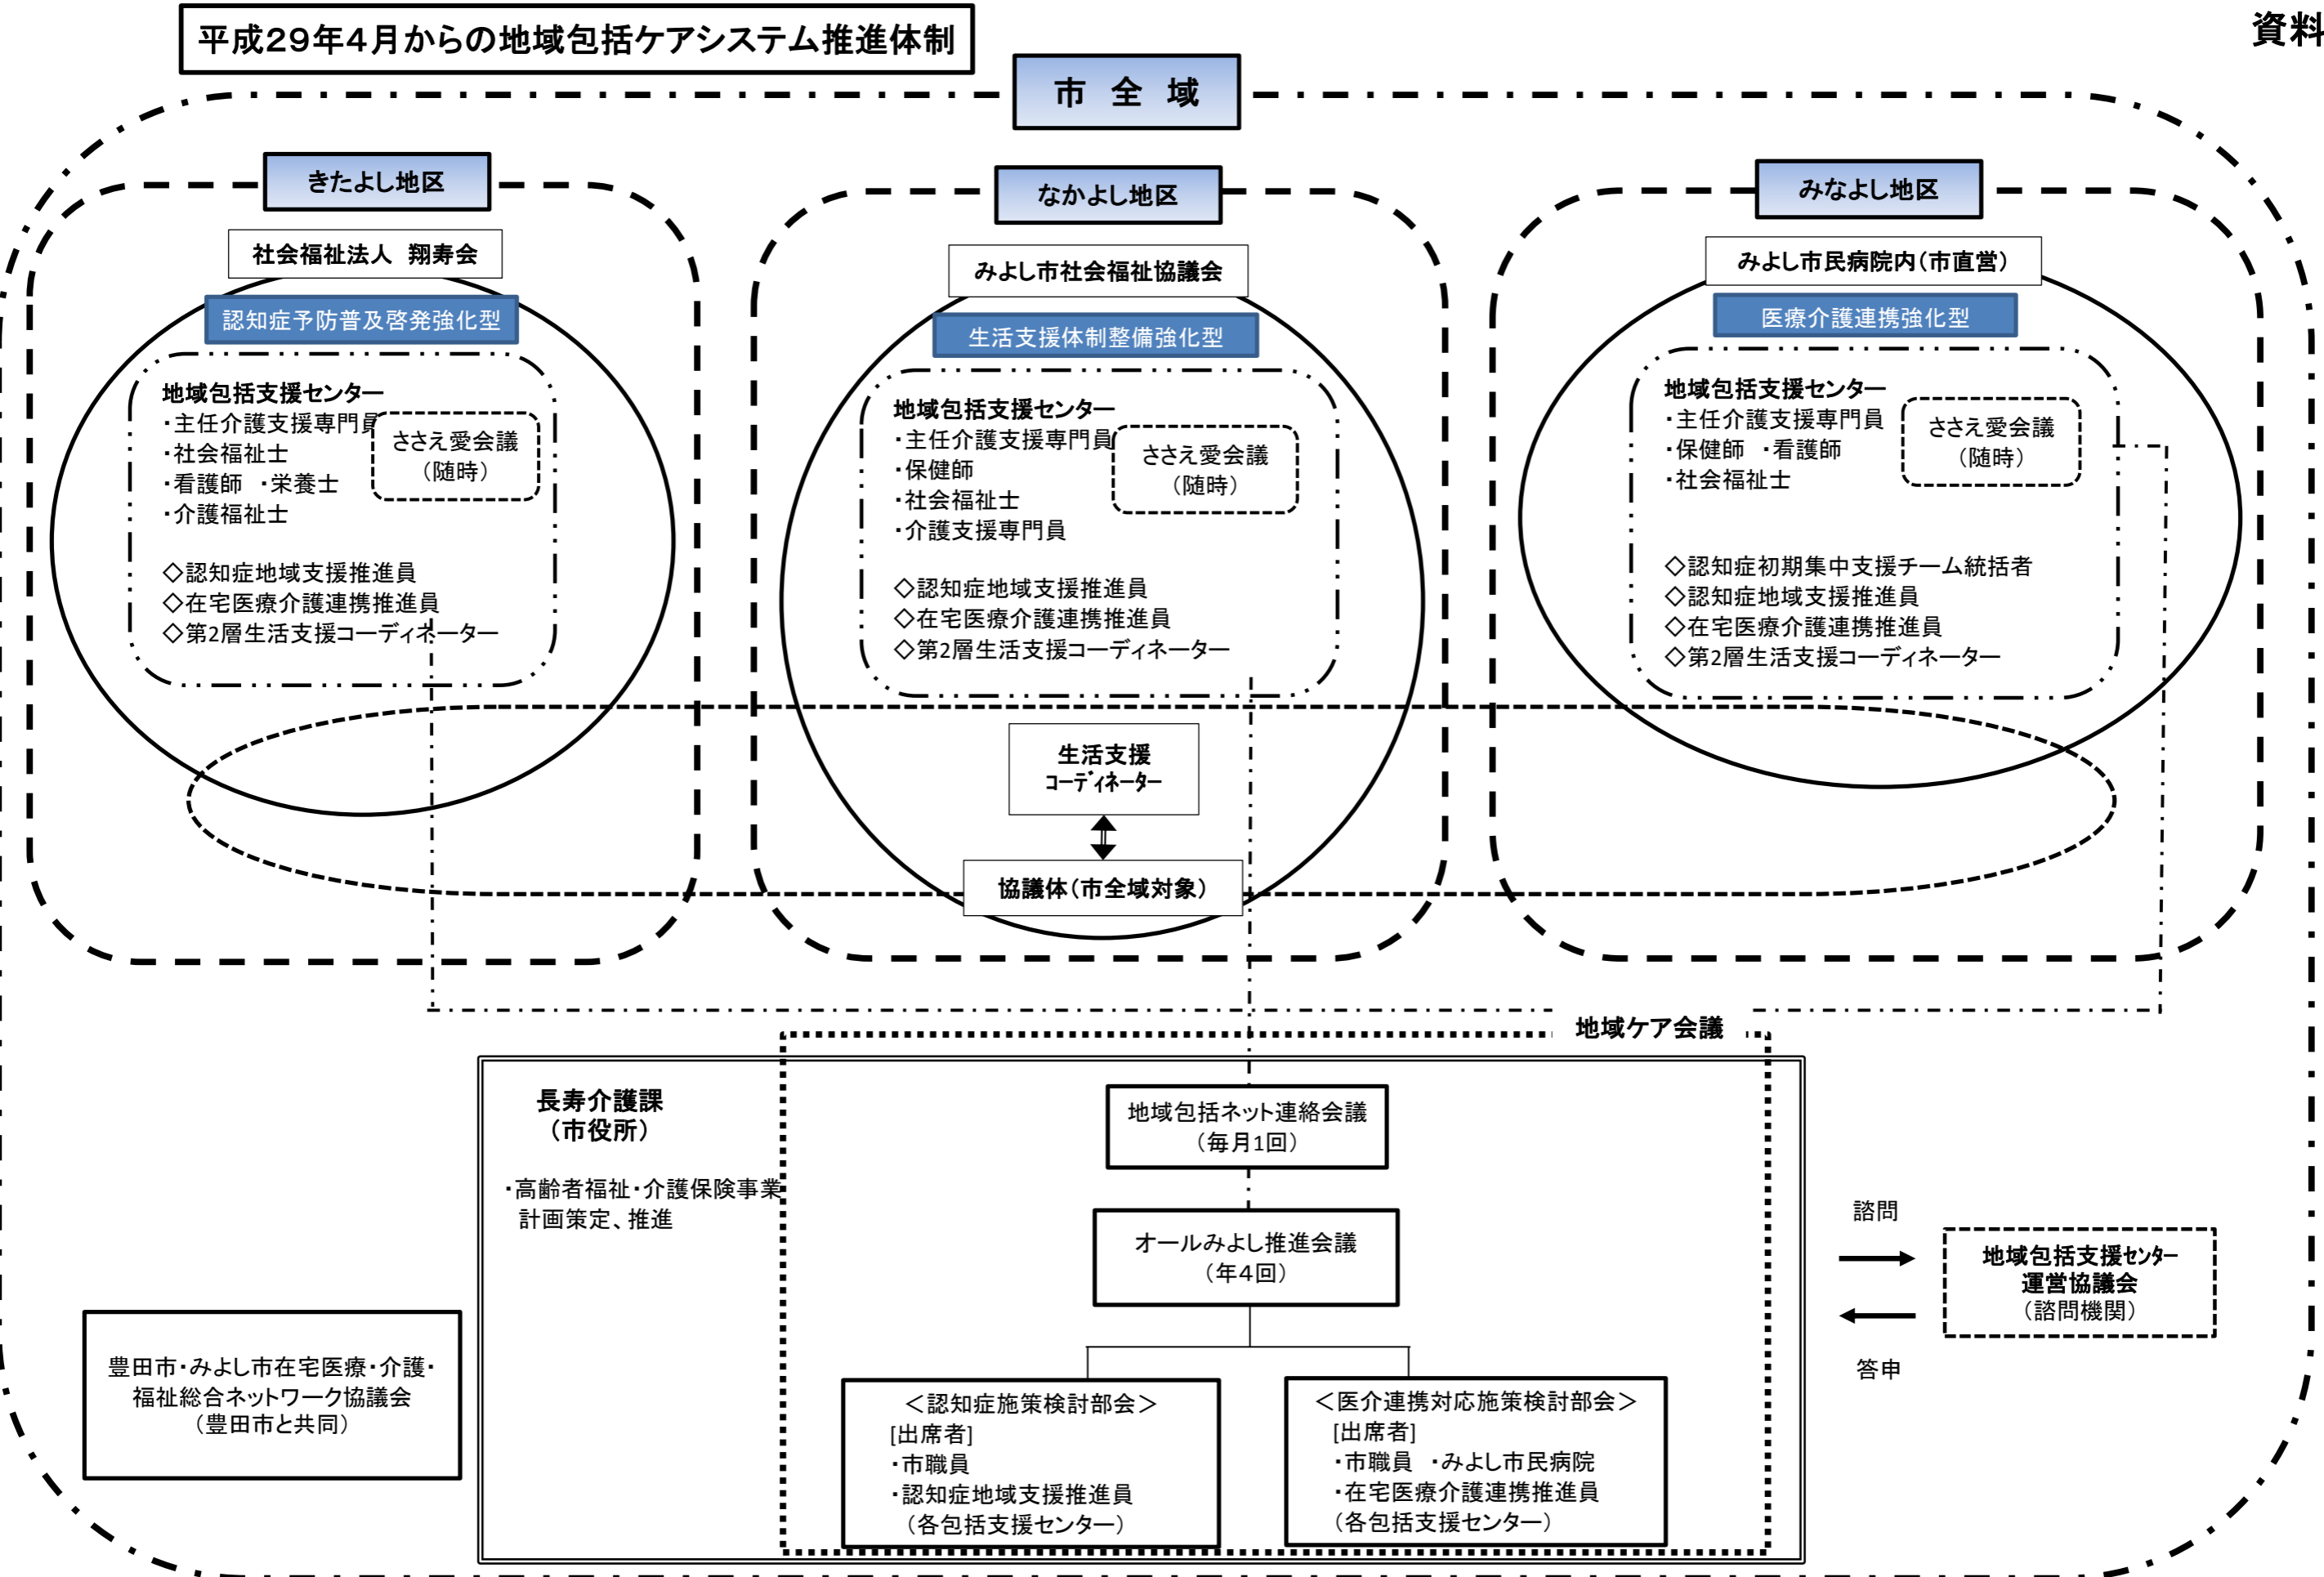 平成29年4月からの地域包括ケアシステム推進体制
資料
市　全　域
きたよし地区
社会福祉法人　翔寿会
認知症予防普及啓発強化型
地域包括支援センター
・主任介護支援専門員
・社会福祉士
・看護師　・栄養士
・介護福祉士
ささえ愛会議
（随時）
◇認知症地域支援推進員
◇在宅医療介護連携推進員
◇第2層生活支援コーディネーター
なかよし地区
みよし市社会福祉協議会
生活支援体制整備強化型
地域包括支援センター
・主任介護支援専門員
・保健師
・社会福祉士
・介護支援専門員
ささえ愛会議
（随時）
◇認知症地域支援推進員
◇在宅医療介護連携推進員
◇第2層生活支援コーディネーター
生活支援
ｺｰﾃﾞｨﾈｰﾀｰ
協議体（市全域対象）
みなよし地区
みよし市民病院内（市直営）
医療介護連携強化型
地域包括支援センター
・主任介護支援専門員
・保健師　・看護師
・社会福祉士
ささえ愛会議
（随時）
◇認知症初期集中支援チーム統括者
◇認知症地域支援推進員
◇在宅医療介護連携推進員
◇第2層生活支援コーディネーター
地域ケア会議
長寿介護課
（市役所）
・高齢者福祉・介護保険事業
計画策定、推進
地域包括ネット連絡会議
（毎月1回）
オールみよし推進会議
（年4回）
＜認知症施策検討部会＞
[出席者]
・市職員
・認知症地域支援推進員
（各包括支援センター）
＜医介連携対応施策検討部会＞
[出席者]
・市職員　・みよし市民病院
・在宅医療介護連携推進員
（各包括支援センター）
諮問
答申
地域包括支援ｾﾝﾀｰ
運営協議会
（諮問機関）
豊田市・みよし市在宅医療・介護・
福祉総合ネットワーク協議会
（豊田市と共同）